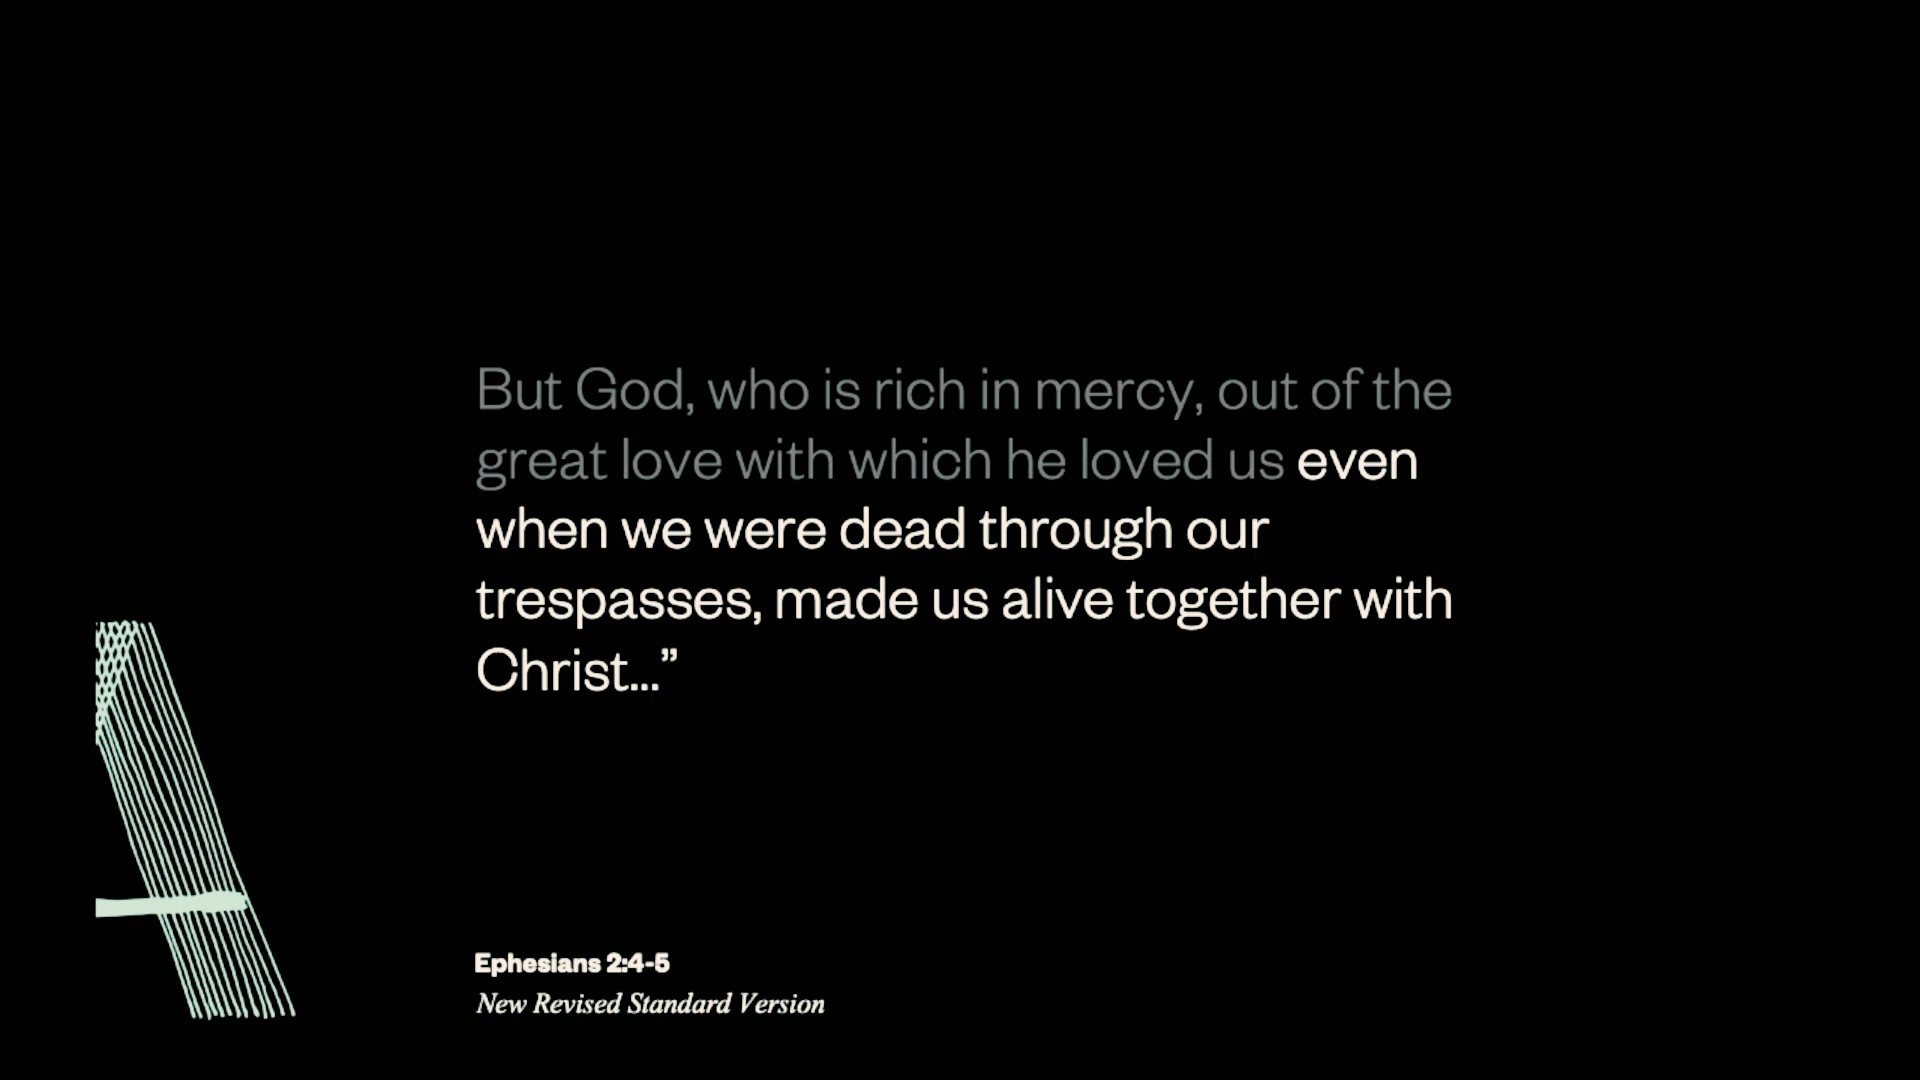 But God, who is rich in mercy, out of the
great love with which he loved us even
when we were dead through our
trespasses, made us alive together with
Christ...”
Ephesians 2:4-5
New Revised Standard Version